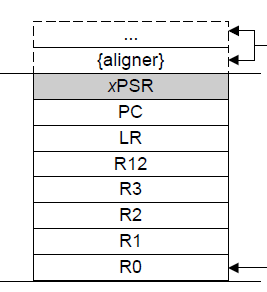 ...
{aligner}
xPSR
PC
LR
R12
R3
R2
R1
R0